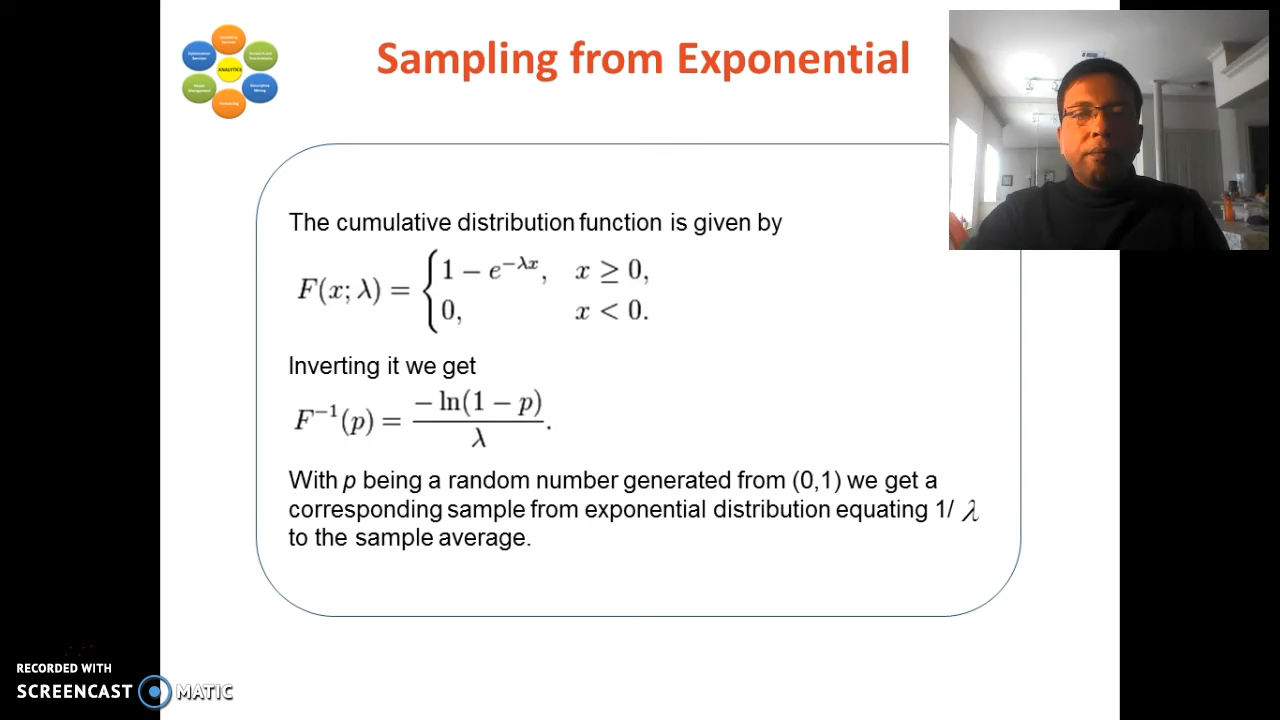 Sampling from Exponential
ANALYTICS
Forecasting
The cumulative distribution function is given by
F(x; λ) = { 1 − e^{−λx}, x ≥ 0,
0, x < 0.
Inverting it we get
F⁻¹(p) = −ln(1 − p) / λ.
With p being a random number generated from (0,1) we get a
corresponding sample from exponential distribution equating 1/ λ
to the sample average.
RECORDED WITH
SCREENCAST MATIC